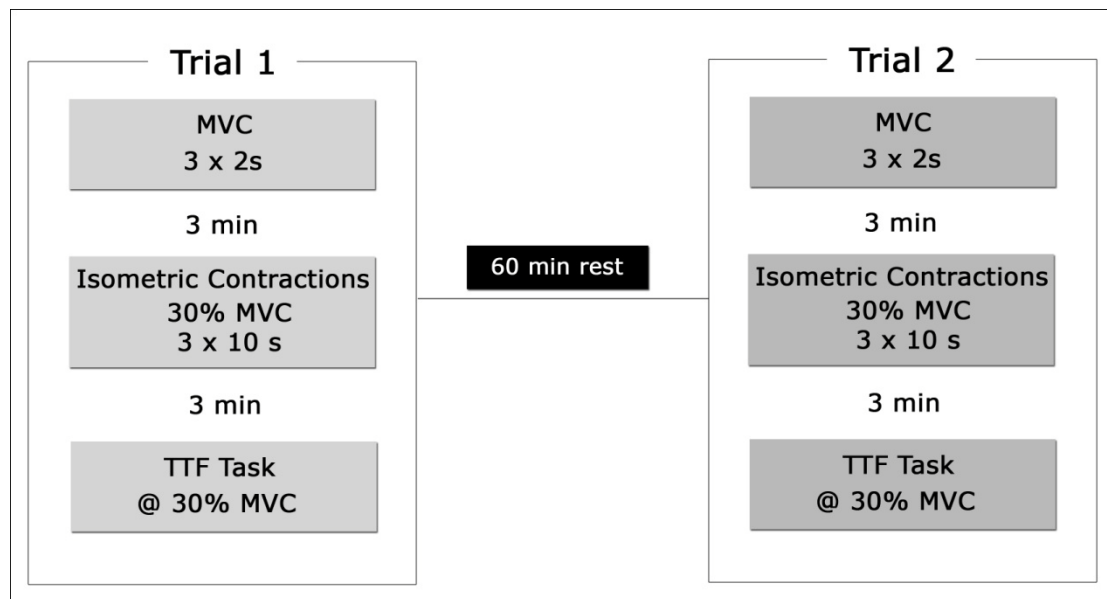 Trial 1
MVC
3 x 2s
3 min
Isometric Contractions
30% MVC
3 x 10 s
3 min
TTF Task
@ 30% MVC
60 min rest
Trial 2
MVC
3 x 2s
3 min
Isometric Contractions
30% MVC
3 x 10 s
3 min
TTF Task
@ 30% MVC